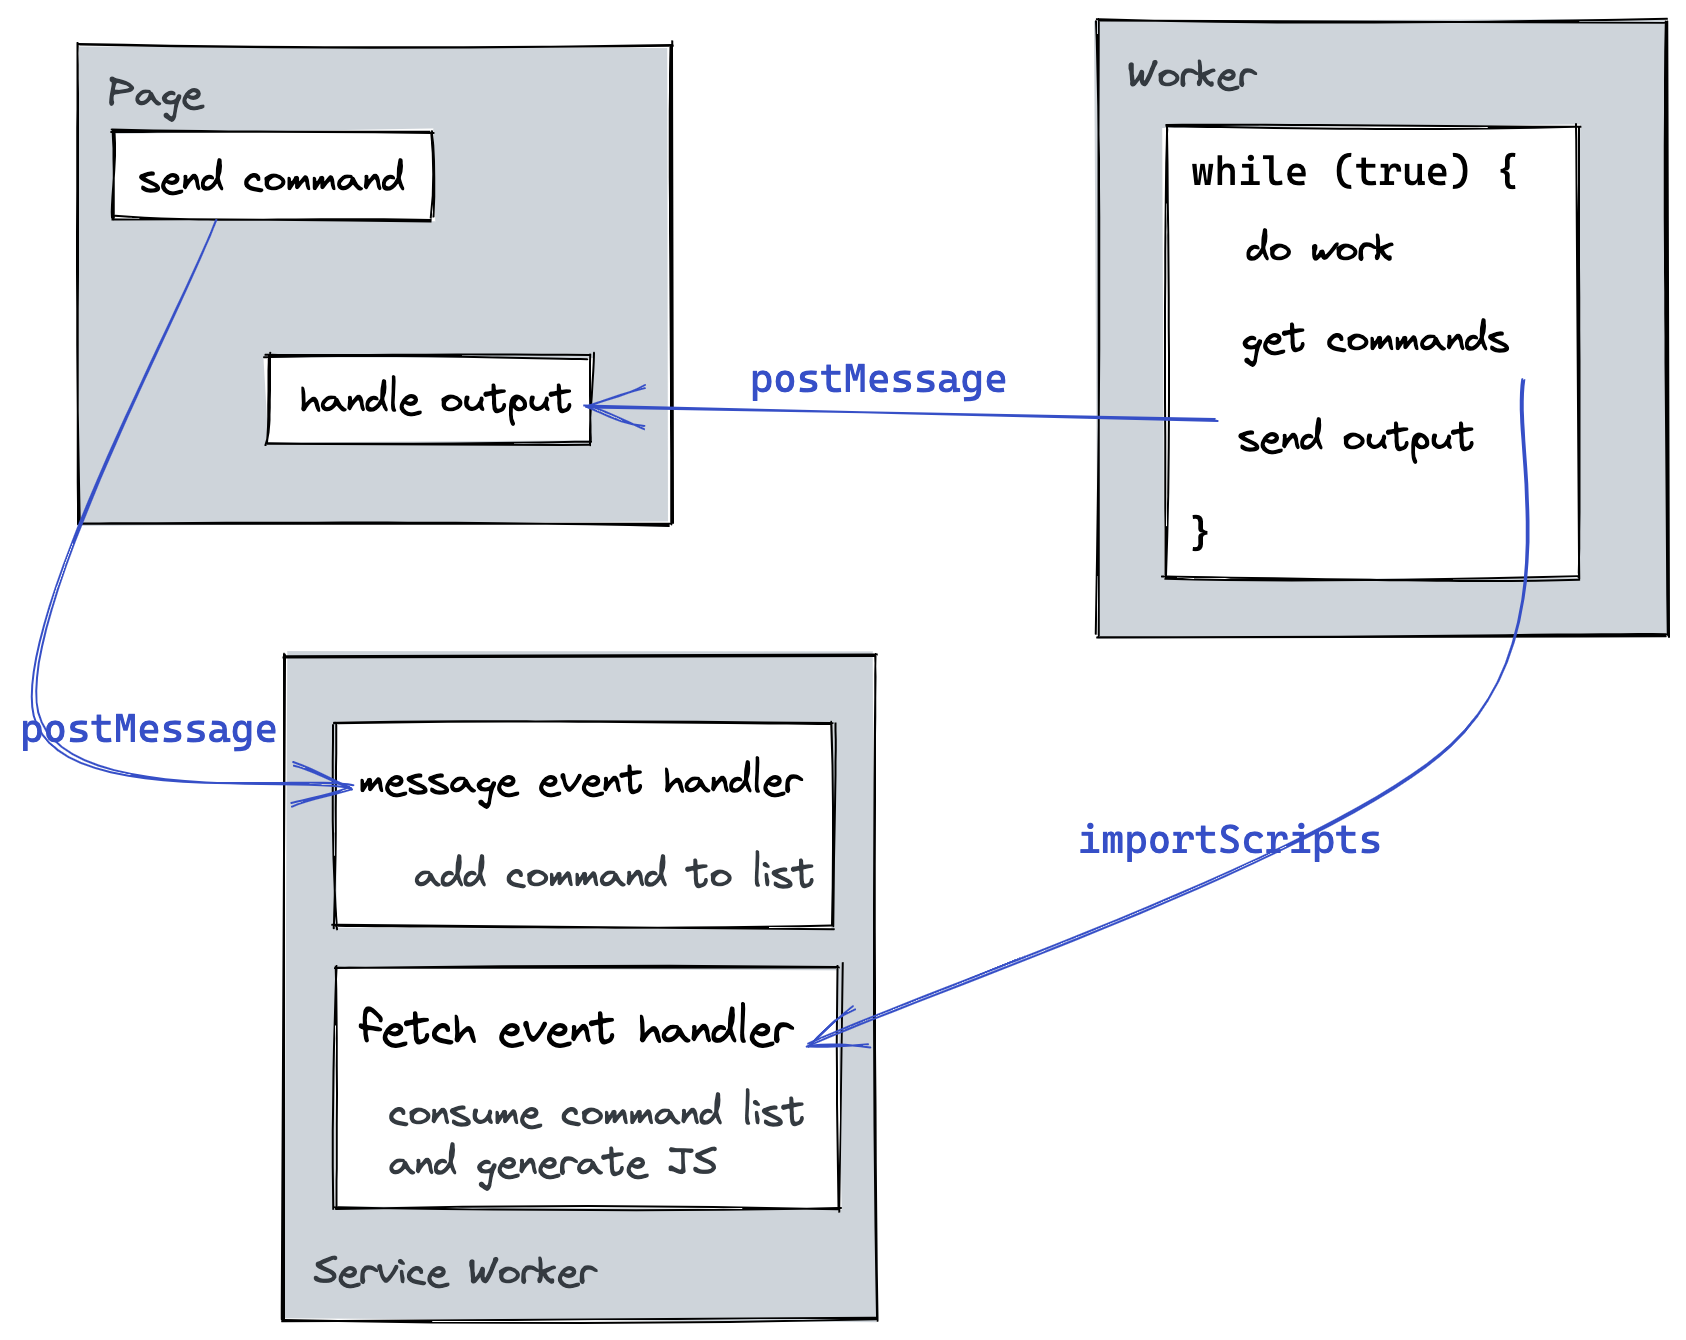 Page
send command
handle output
postMessage
Worker
while (true) {
do work
get commands
send output
}
postMessage
importScripts
message event handler
add command to list
fetch event handler
consume command list
and generate JS
Service Worker